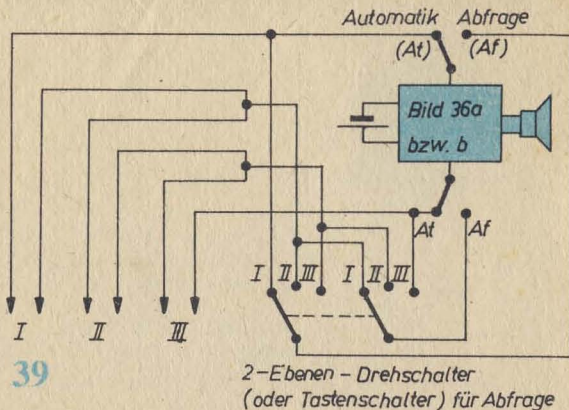 Automatik Abfrage
(At) (Af)
Bild 36a
bzw. b
At Af
I II III I II III
I II III
39
2-Ebenen-Drehschalter
(oder Tastenschalter) für Abfrage